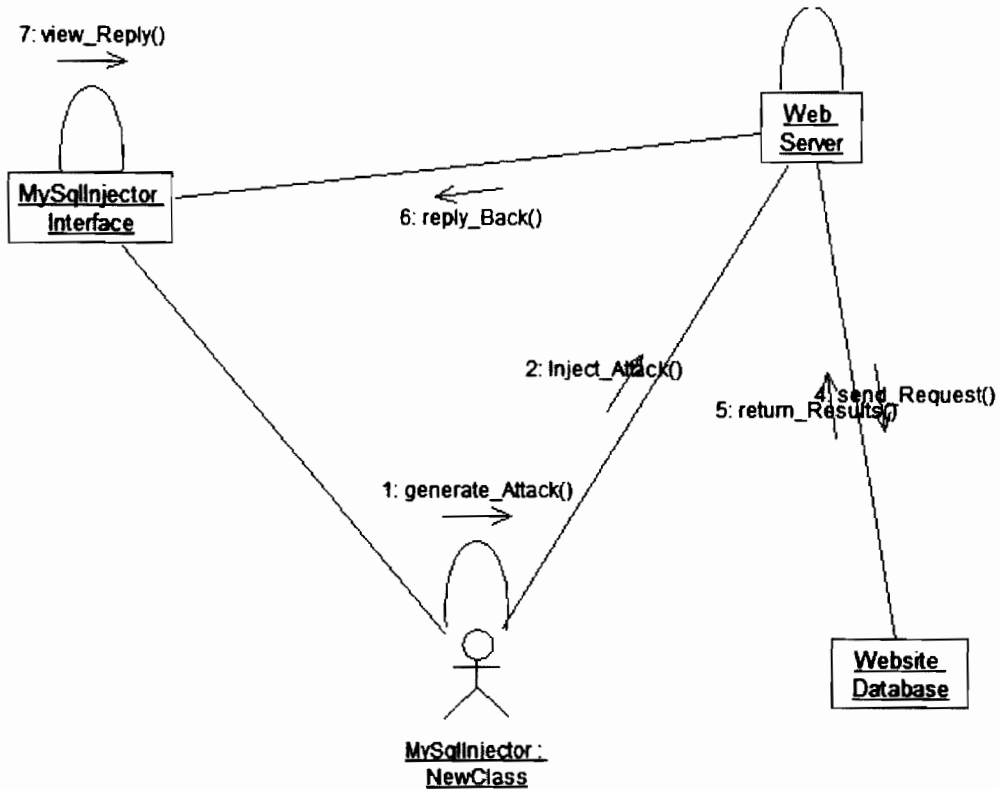 7: view_Reply()
Web
Server
MySqlInjector
Interface
6: reply_Back()
2: Inject_Attack()
4: send_Request()
5: return_Results()
1: generate_Attack()
Website
Database
MySqlInjector :
NewClass